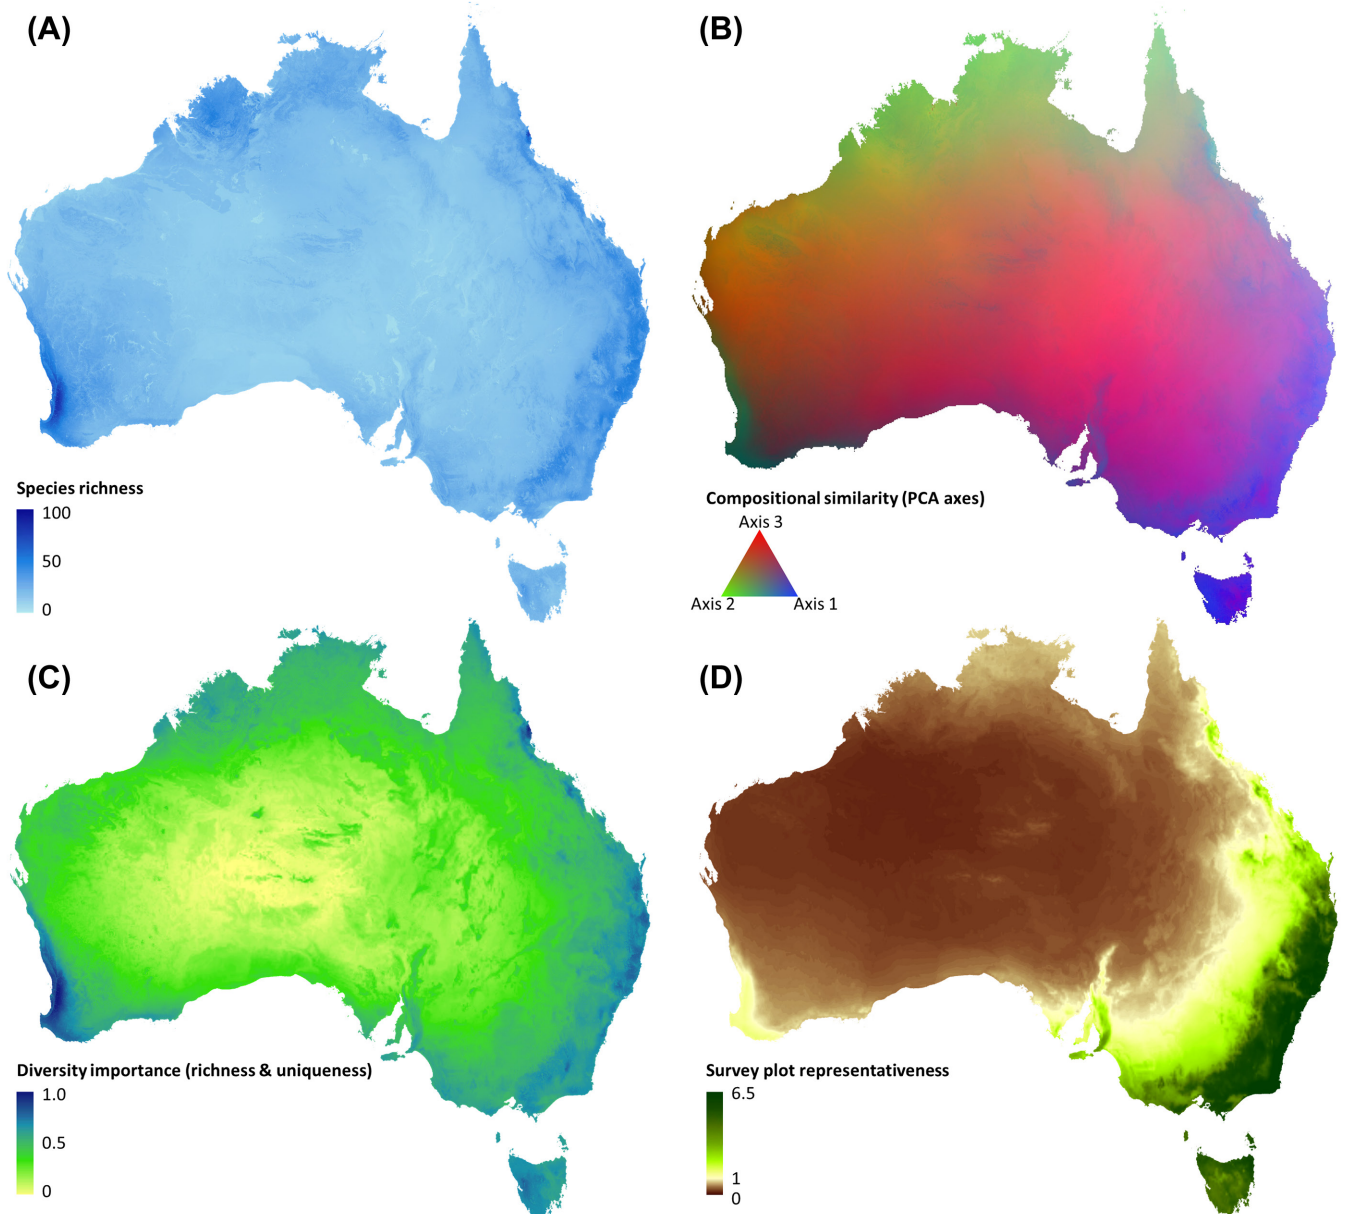 (A)
(B)
Species richness
100
50
0
Compositional similarity (PCA axes)
Axis 3
Axis 2
Axis 1
(C)
(D)
Diversity importance (richness & uniqueness)
1.0
0.5
0
Survey plot representativeness
6.5
1
0